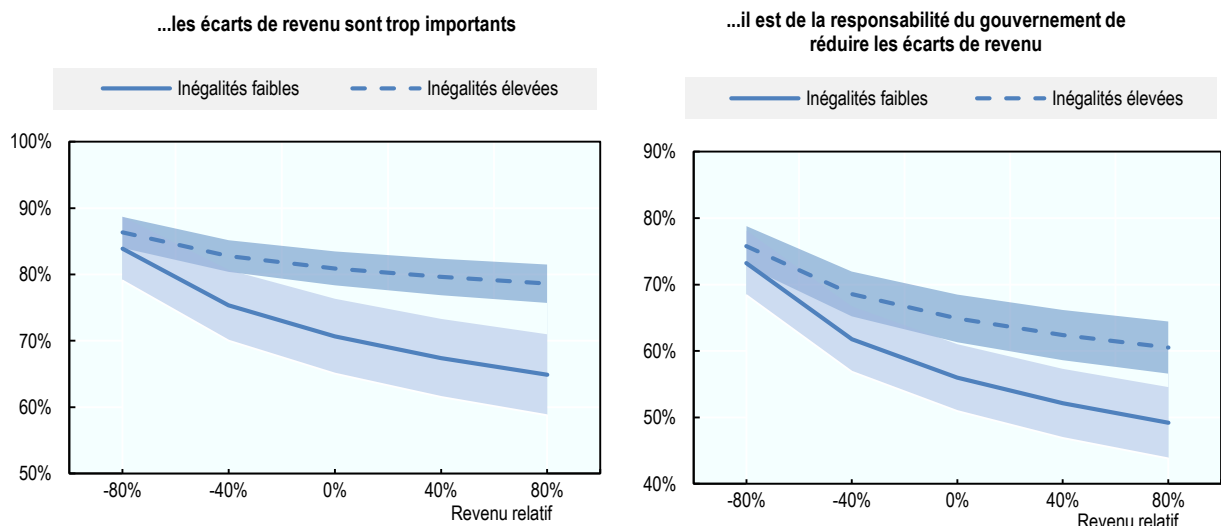 ...les écarts de revenu sont trop importants
Inégalités faibles
Inégalités élevées
100%
90%
80%
70%
60%
50%
-80%
-40%
0%
40%
80%
Revenu relatif
...il est de la responsabilité du gouvernement de
réduire les écarts de revenu
Inégalités faibles
Inégalités élevées
90%
80%
70%
60%
50%
40%
-80%
-40%
0%
40%
80%
Revenu relatif